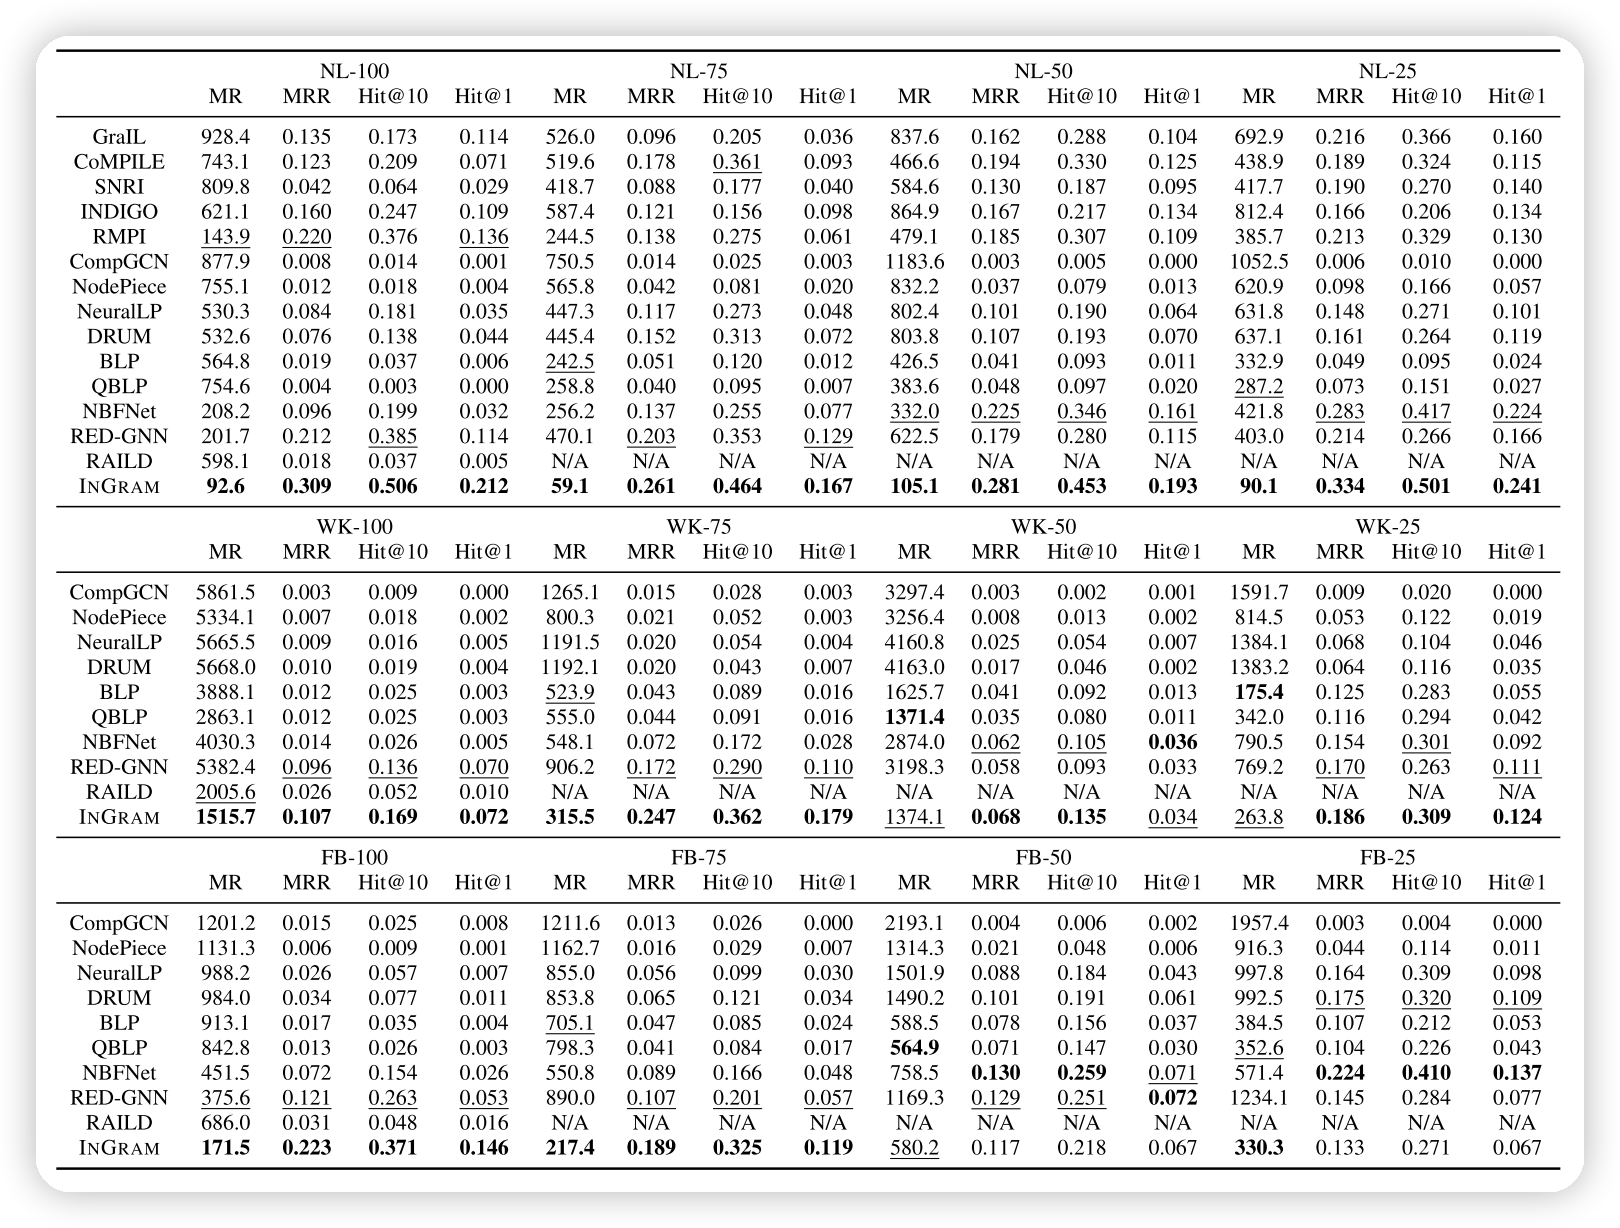 NL-100 NL-75 NL-50 NL-25
MR MRR Hit@10 Hit@1 MR MRR Hit@10 Hit@1 MR MRR Hit@10 Hit@1 MR MRR Hit@10 Hit@1
GraIL 928.4 0.135 0.173 0.114 526.0 0.096 0.205 0.036 837.6 0.162 0.288 0.104 692.9 0.216 0.366 0.160
CoMPILE 743.1 0.123 0.209 0.071 519.6 0.178 0.361 0.093 466.6 0.194 0.330 0.125 438.9 0.189 0.324 0.115
SNRI 809.8 0.042 0.064 0.029 418.7 0.088 0.177 0.040 584.6 0.130 0.187 0.095 417.7 0.190 0.270 0.140
INDIGO 621.1 0.160 0.247 0.109 587.4 0.121 0.156 0.098 864.9 0.167 0.217 0.134 812.4 0.166 0.206 0.134
RMPI 143.9 0.220 0.376 0.136 244.5 0.138 0.275 0.061 479.1 0.185 0.307 0.109 385.7 0.213 0.329 0.130
CompGCN 877.9 0.008 0.014 0.001 750.5 0.014 0.025 0.003 1183.6 0.003 0.005 0.000 1052.5 0.006 0.010 0.000
NodePiece 755.1 0.012 0.018 0.004 565.8 0.042 0.081 0.020 832.2 0.037 0.079 0.013 620.9 0.098 0.166 0.057
NeuralLP 530.3 0.084 0.181 0.035 447.3 0.117 0.273 0.048 802.4 0.101 0.190 0.064 631.8 0.148 0.271 0.101
DRUM 532.6 0.076 0.138 0.044 445.4 0.152 0.313 0.072 803.8 0.107 0.193 0.070 637.1 0.161 0.264 0.119
BLP 564.8 0.019 0.037 0.006 242.5 0.051 0.120 0.012 426.5 0.041 0.093 0.011 332.9 0.049 0.095 0.024
QBLP 754.6 0.004 0.003 0.000 258.8 0.040 0.095 0.007 383.6 0.048 0.097 0.020 287.2 0.073 0.151 0.027
NBFNet 208.2 0.096 0.199 0.032 256.2 0.137 0.255 0.077 332.0 0.225 0.346 0.161 421.8 0.283 0.417 0.224
RED-GNN 201.7 0.212 0.385 0.114 470.1 0.203 0.353 0.129 622.5 0.179 0.280 0.115 403.0 0.214 0.266 0.166
RAILD 598.1 0.018 0.037 0.005 N/A N/A N/A N/A N/A N/A N/A N/A N/A N/A N/A N/A
INGRAM 92.6 0.309 0.506 0.212 59.1 0.261 0.464 0.167 105.1 0.281 0.453 0.193 90.1 0.334 0.501 0.241
WK-100 WK-75 WK-50 WK-25
MR MRR Hit@10 Hit@1 MR MRR Hit@10 Hit@1 MR MRR Hit@10 Hit@1 MR MRR Hit@10 Hit@1
CompGCN 5861.5 0.003 0.009 0.000 1265.1 0.015 0.028 0.003 3297.4 0.003 0.002 0.001 1591.7 0.009 0.020 0.000
NodePiece 5334.1 0.007 0.018 0.002 800.3 0.021 0.052 0.003 3256.4 0.008 0.013 0.002 814.5 0.053 0.122 0.019
NeuralLP 5665.5 0.009 0.016 0.005 1191.5 0.020 0.054 0.004 4160.8 0.025 0.054 0.007 1384.1 0.068 0.104 0.046
DRUM 5668.0 0.010 0.019 0.004 1192.1 0.020 0.043 0.007 4163.0 0.017 0.046 0.002 1383.2 0.064 0.116 0.035
BLP 3888.1 0.012 0.025 0.003 523.9 0.043 0.089 0.016 1625.7 0.041 0.092 0.013 175.4 0.125 0.283 0.055
QBLP 2863.1 0.012 0.025 0.003 555.0 0.044 0.091 0.016 1371.4 0.035 0.080 0.011 342.0 0.116 0.294 0.042
NBFNet 4030.3 0.014 0.026 0.005 548.1 0.072 0.172 0.028 2874.0 0.062 0.105 0.036 790.5 0.154 0.301 0.092
RED-GNN 5382.4 0.096 0.136 0.070 906.2 0.172 0.290 0.110 3198.3 0.058 0.093 0.033 769.2 0.170 0.263 0.111
RAILD 2005.6 0.026 0.052 0.010 N/A N/A N/A N/A N/A N/A N/A N/A N/A N/A N/A N/A
INGRAM 1515.7 0.107 0.169 0.072 315.5 0.247 0.362 0.179 1374.1 0.068 0.135 0.034 263.8 0.186 0.309 0.124
FB-100 FB-75 FB-50 FB-25
MR MRR Hit@10 Hit@1 MR MRR Hit@10 Hit@1 MR MRR Hit@10 Hit@1 MR MRR Hit@10 Hit@1
CompGCN 1201.2 0.015 0.025 0.008 1211.6 0.013 0.026 0.000 2193.1 0.004 0.006 0.002 1957.4 0.003 0.004 0.000
NodePiece 1131.3 0.006 0.009 0.001 1162.7 0.016 0.029 0.007 1314.3 0.021 0.048 0.006 916.3 0.044 0.114 0.011
NeuralLP 988.2 0.026 0.057 0.007 855.0 0.056 0.099 0.030 1501.9 0.088 0.184 0.043 997.8 0.164 0.309 0.098
DRUM 984.0 0.034 0.077 0.011 853.8 0.065 0.121 0.034 1490.2 0.101 0.191 0.061 992.5 0.175 0.320 0.109
BLP 913.1 0.017 0.035 0.004 705.1 0.047 0.085 0.024 588.5 0.078 0.156 0.037 384.5 0.107 0.212 0.053
QBLP 842.8 0.013 0.026 0.003 798.3 0.041 0.084 0.017 564.9 0.071 0.147 0.030 352.6 0.104 0.226 0.043
NBFNet 451.5 0.072 0.154 0.026 550.8 0.089 0.166 0.048 758.5 0.130 0.259 0.071 571.4 0.224 0.410 0.137
RED-GNN 375.6 0.121 0.263 0.053 890.0 0.107 0.201 0.057 1169.3 0.129 0.251 0.072 1234.1 0.145 0.284 0.077
RAILD 686.0 0.031 0.048 0.016 N/A N/A N/A N/A N/A N/A N/A N/A N/A N/A N/A N/A
INGRAM 171.5 0.223 0.371 0.146 217.4 0.189 0.325 0.119 580.2 0.117 0.218 0.067 330.3 0.133 0.271 0.067